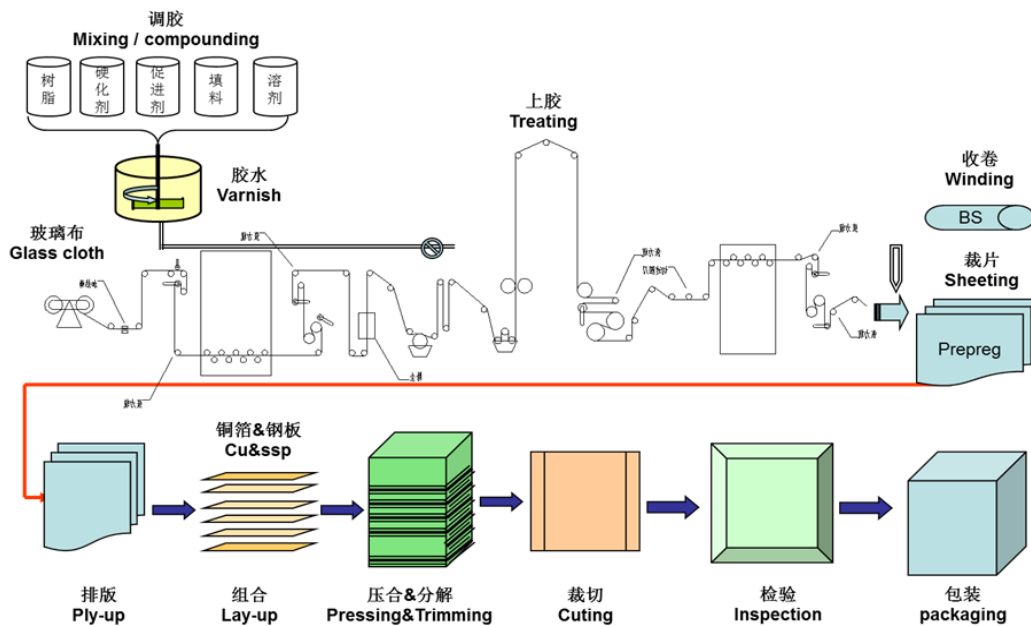 调胶
Mixing / compounding
树脂
硬化剂
促进剂
填料
溶剂
胶水
Varnish
上胶
Treating
收卷
Winding
BS
玻璃布
Glass cloth
裁片
Sheeting
Prepreg
铜箔&钢板
Cu&ssp
排版
Ply-up
组合
Lay-up
压合&分解
Pressing&Trimming
裁切
Cuting
检验
Inspection
包装
packaging